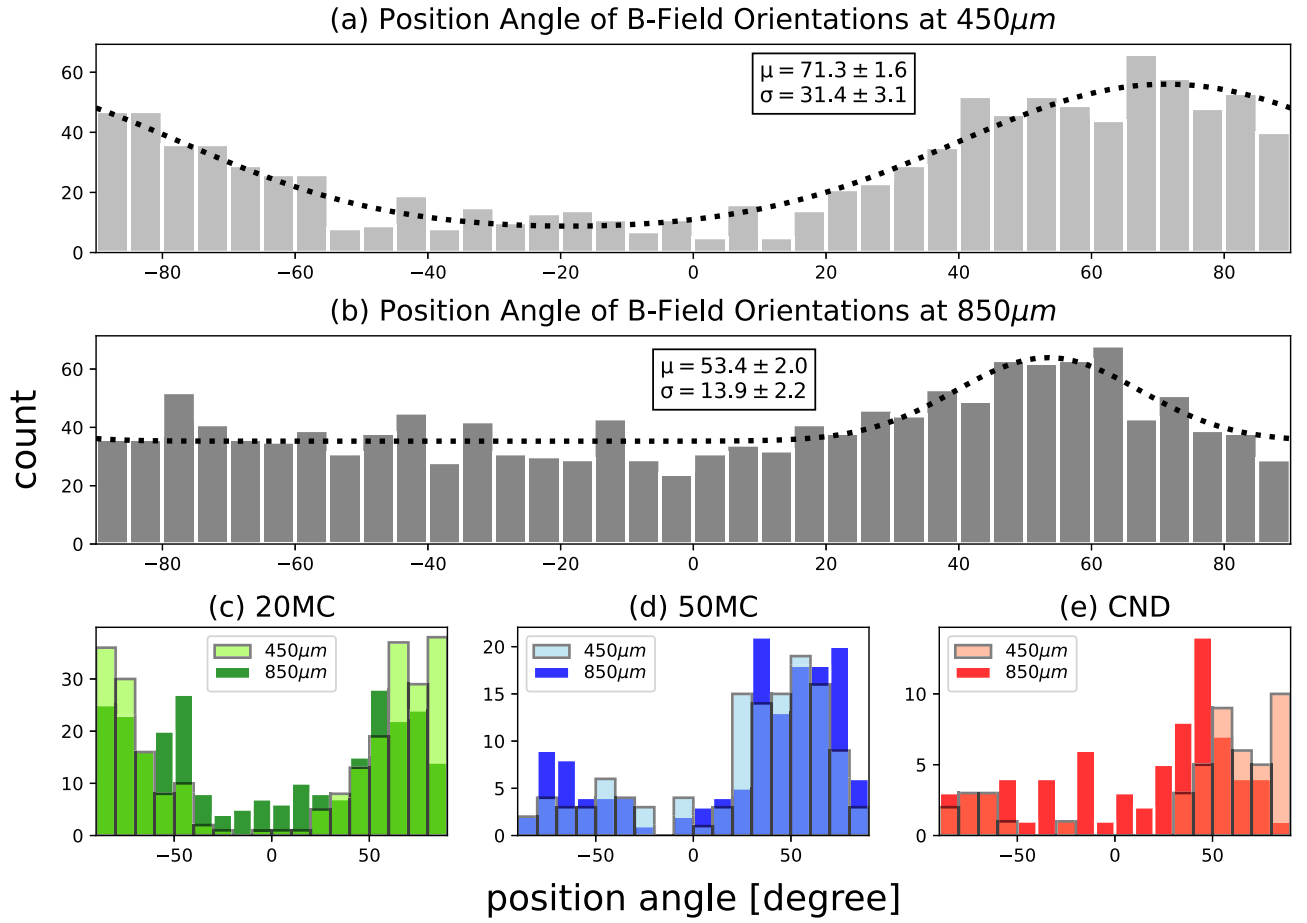 (a) Position Angle of B-Field Orientations at 450μm
μ = 71.3 ± 1.6
σ = 31.4 ± 3.1
60
40
20
0
−80 −60 −40 −20 0 20 40 60 80
(b) Position Angle of B-Field Orientations at 850μm
μ = 53.4 ± 2.0
σ = 13.9 ± 2.2
60
40
20
0
−80 −60 −40 −20 0 20 40 60 80
count
(c) 20MC
450μm
850μm
30
20
10
0
−50 0 50
(d) 50MC
450μm
850μm
20
15
10
5
0
−50 0 50
(e) CND
450μm
850μm
10
5
0
−50 0 50
position angle [degree]